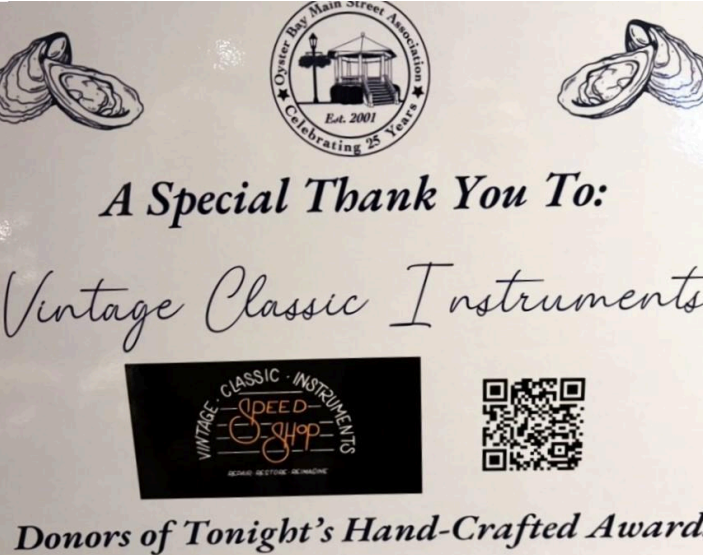 Oyster Bay Main Street Association
Est. 2001
Celebrating 25 Years
A Special Thank You To:
Vintage Classic Instruments
VINTAGE · CLASSIC · INSTRUMENTS
SPEED
SHOP
REPAIR · RESTORE · REIMAGINE
Donors of Tonight's Hand-Crafted Award